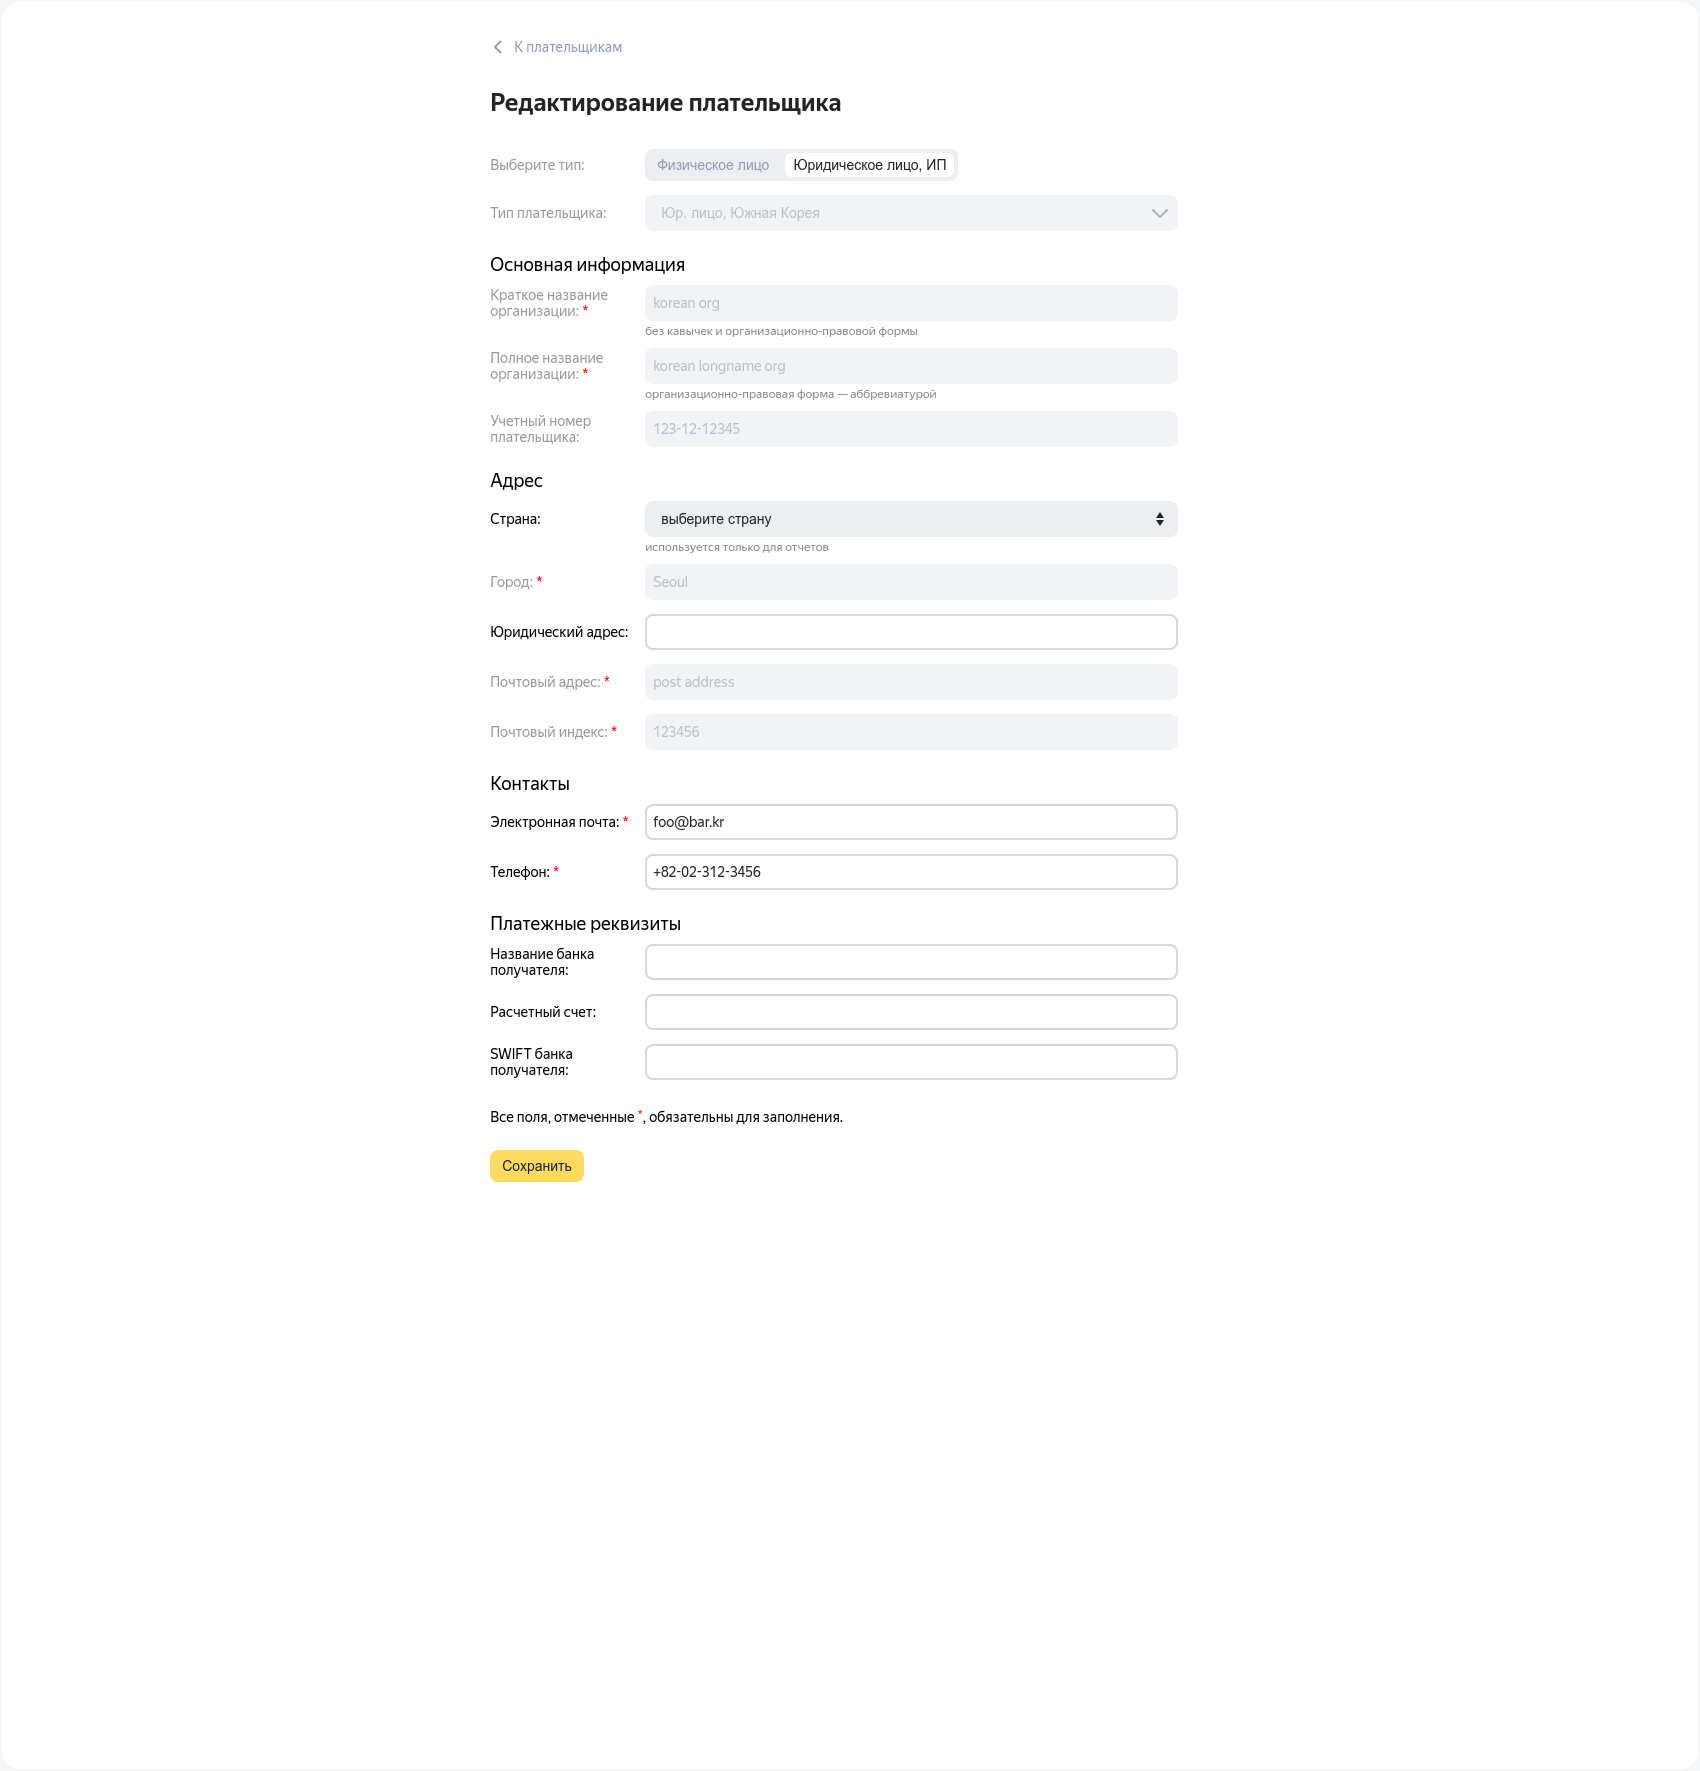 К плательщикам
Редактирование плательщика
Выберите тип:
Физическое лицо
Юридическое лицо, ИП
Тип плательщика:
Юр. лицо, Южная Корея
Основная информация
Краткое название
организации: *
korean org
без кавычек и организационно-правовой формы
Полное название
организации: *
korean longname org
организационно-правовая форма — аббревиатурой
Учетный номер
плательщика:
123-12-12345
Адрес
Страна:
выберите страну
используется только для отчетов
Город: *
Seoul
Юридический адрес:
Почтовый адрес: *
post address
Почтовый индекс: *
123456
Контакты
Электронная почта: *
foo@bar.kr
Телефон: *
+82-02-312-3456
Платежные реквизиты
Название банка
получателя:
Расчетный счет:
SWIFT банка
получателя:
Все поля, отмеченные *, обязательны для заполнения.
Сохранить